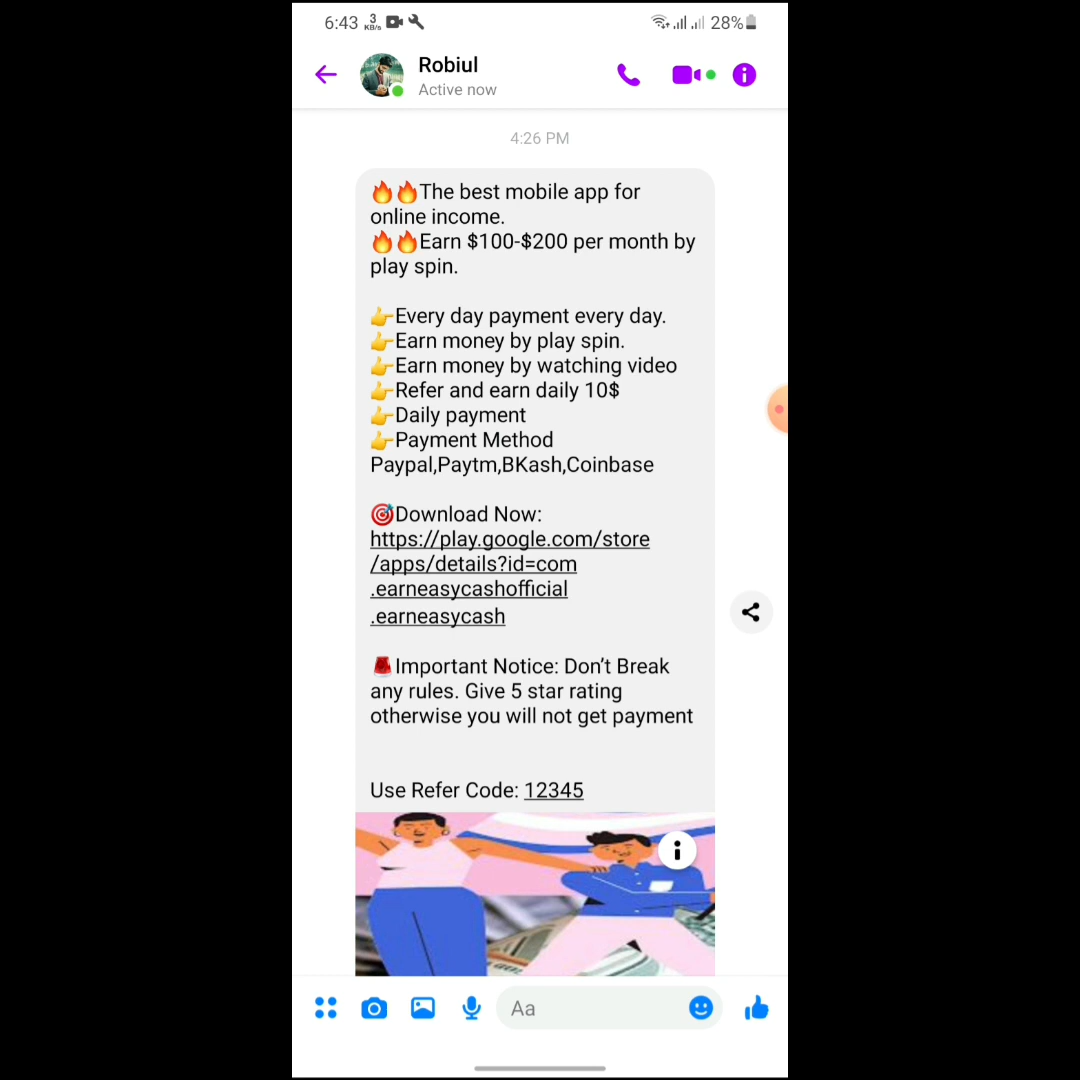 6:43 3 KB/s 28%
Robiul
Active now
4:26 PM
🔥🔥The best mobile app for
online income.
🔥🔥Earn $100-$200 per month by
play spin.
👉Every day payment every day.
👉Earn money by play spin.
👉Earn money by watching video
👉Refer and earn daily 10$
👉Daily payment
👉Payment Method
Paypal,Paytm,BKash,Coinbase
🎯Download Now:
https://play.google.com/store
/apps/details?id=com
.earneasycashofficial
.earneasycash
🚨Important Notice: Don't Break
any rules. Give 5 star rating
otherwise you will not get payment
Use Refer Code: 12345
Aa